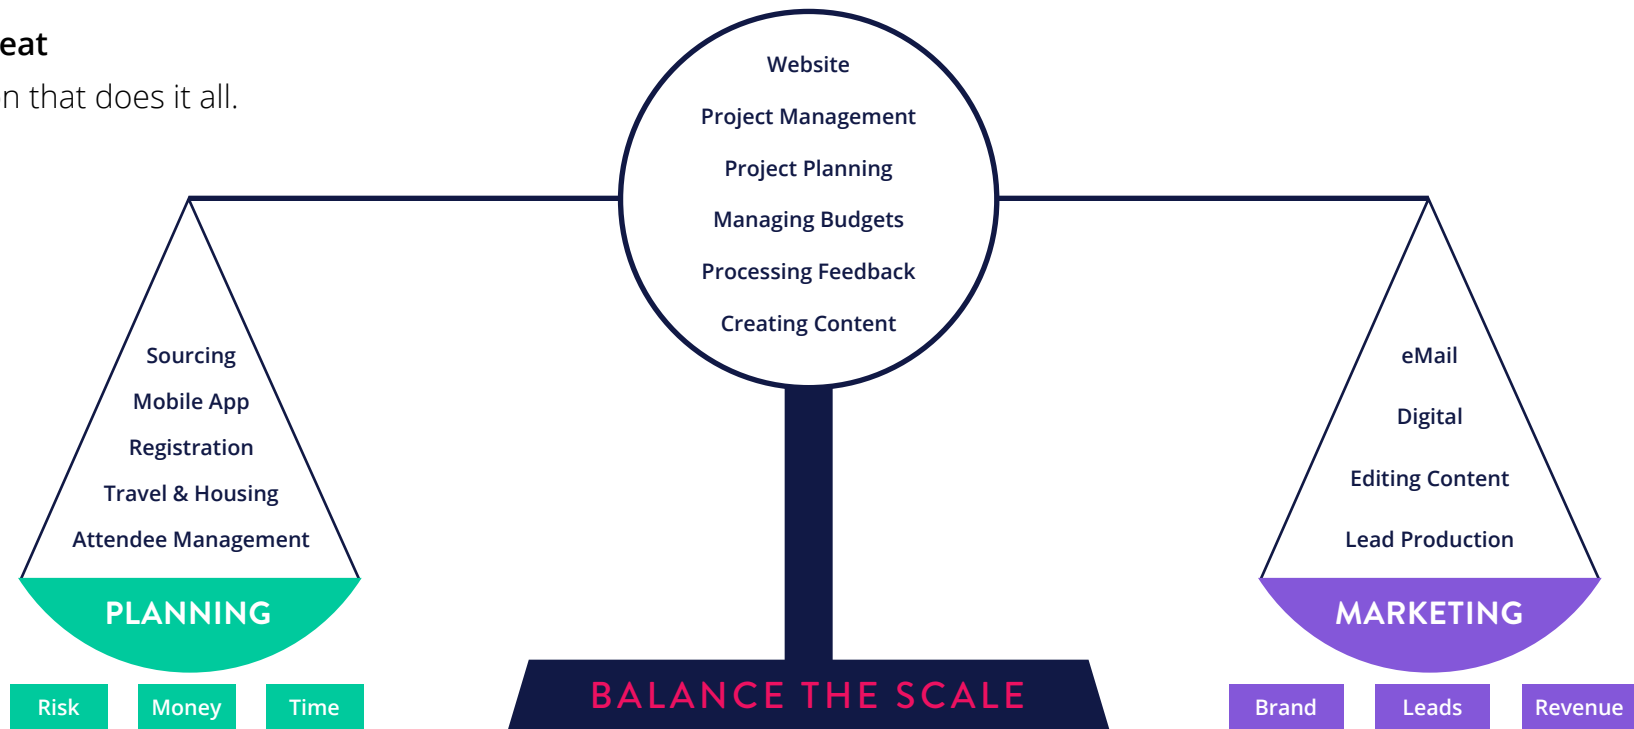 eat
n that does it all.
Website
Project Management
Project Planning
Managing Budgets
Processing Feedback
Creating Content
Sourcing
Mobile App
Registration
Travel & Housing
Attendee Management
PLANNING
Risk
Money
Time
eMail
Digital
Editing Content
Lead Production
MARKETING
Brand
Leads
Revenue
BALANCE THE SCALE